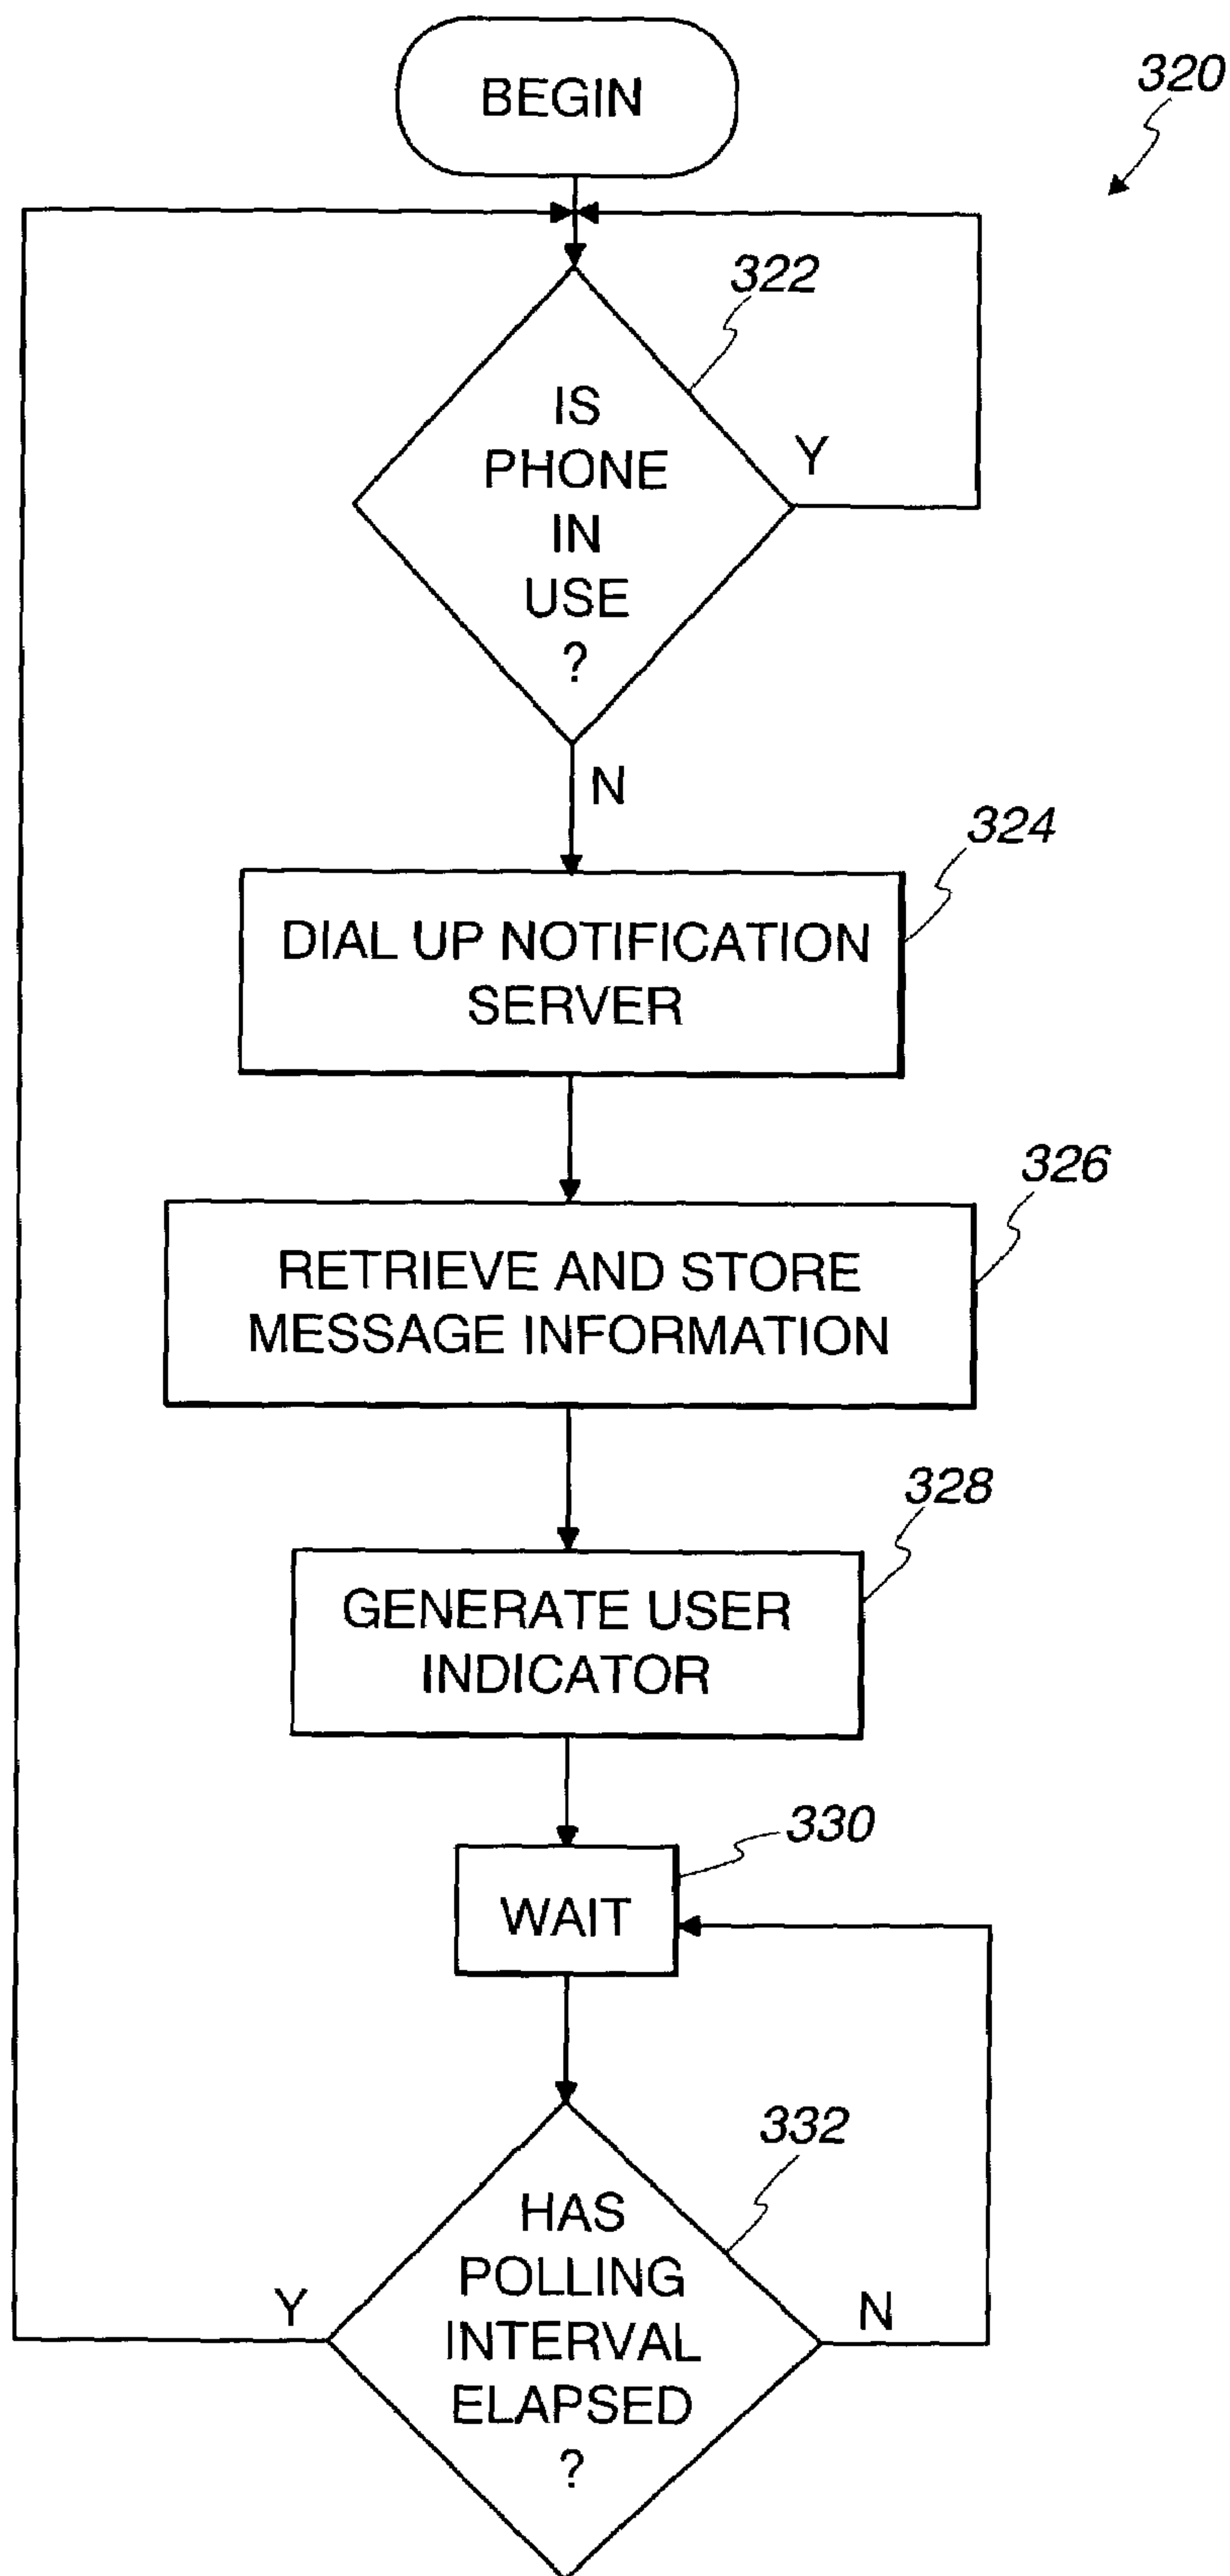 BEGIN
320
322
IS
PHONE
IN
USE
?
Y
N
324
DIAL UP NOTIFICATION
SERVER
326
RETRIEVE AND STORE
MESSAGE INFORMATION
328
GENERATE USER
INDICATOR
330
WAIT
332
HAS
POLLING
INTERVAL
ELAPSED
?
Y
N